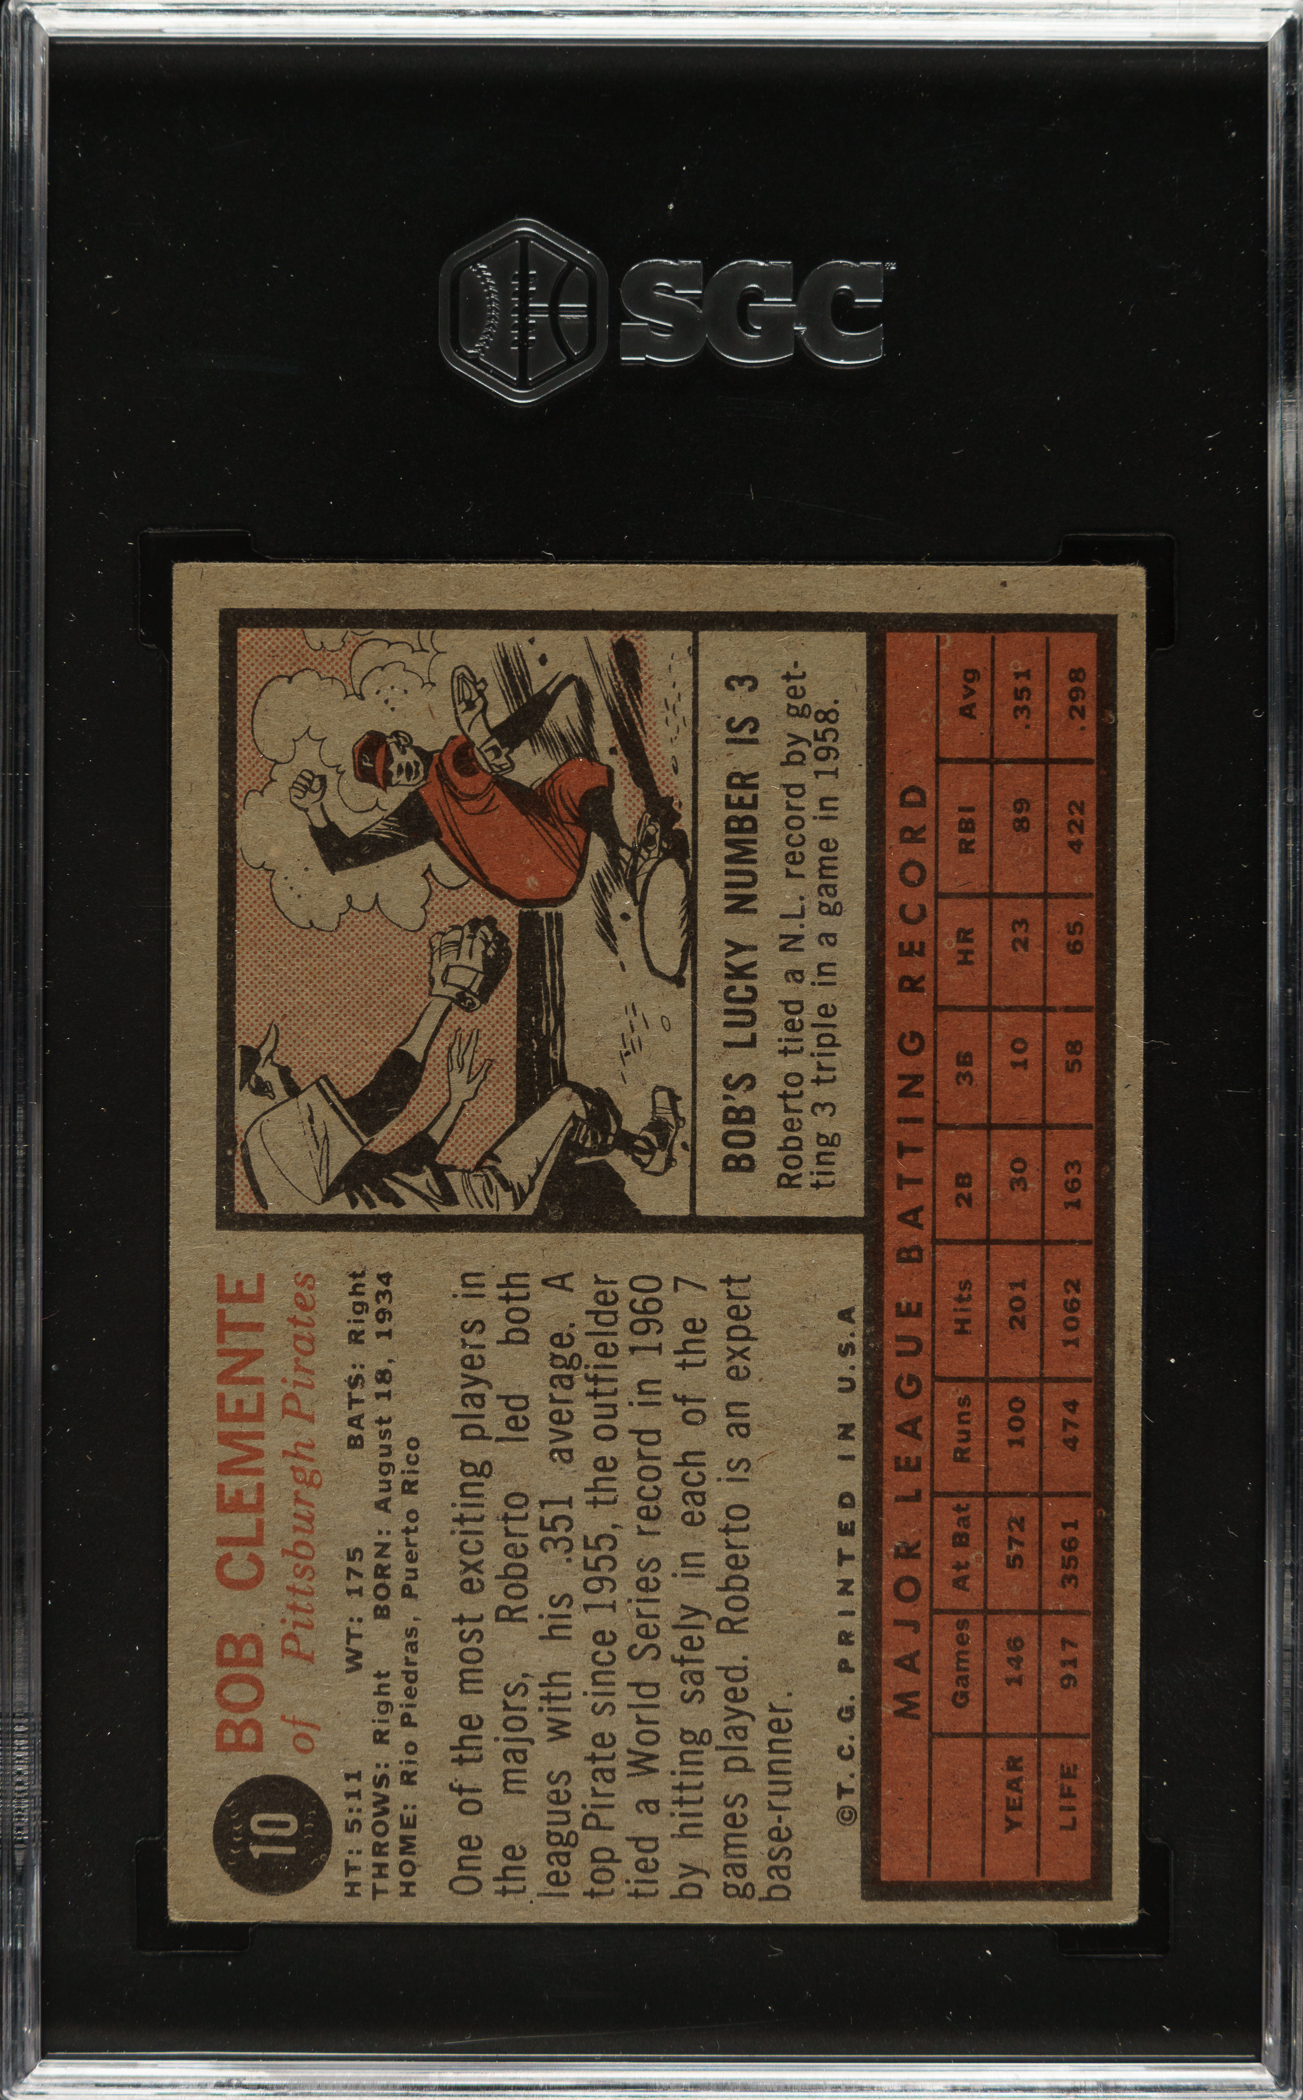 SGC
10
BOB CLEMENTE
of Pittsburgh Pirates
HT: 5:11 WT: 175 BATS: Right
THROWS: Right BORN: August 18, 1934
HOME: Rio Piedras, Puerto Rico
One of the most exciting players in
the majors, Roberto led both
leagues with his .351 average. A
top Pirate since 1955, the outfielder
tied a World Series record in 1960
by hitting safely in each of the 7
games played. Roberto is an expert
base-runner.
©T.C.G. PRINTED IN U.S.A
P
BOB'S LUCKY NUMBER IS 3
Roberto tied a N.L. record by get-
ting 3 triple in a game in 1958.
MAJOR LEAGUE BATTING RECORD
Games At Bat Runs Hits 2B 3B HR RBI Avg
YEAR 146 572 100 201 30 10 23 89 .351
LIFE 917 3561 474 1062 163 58 65 422 .298